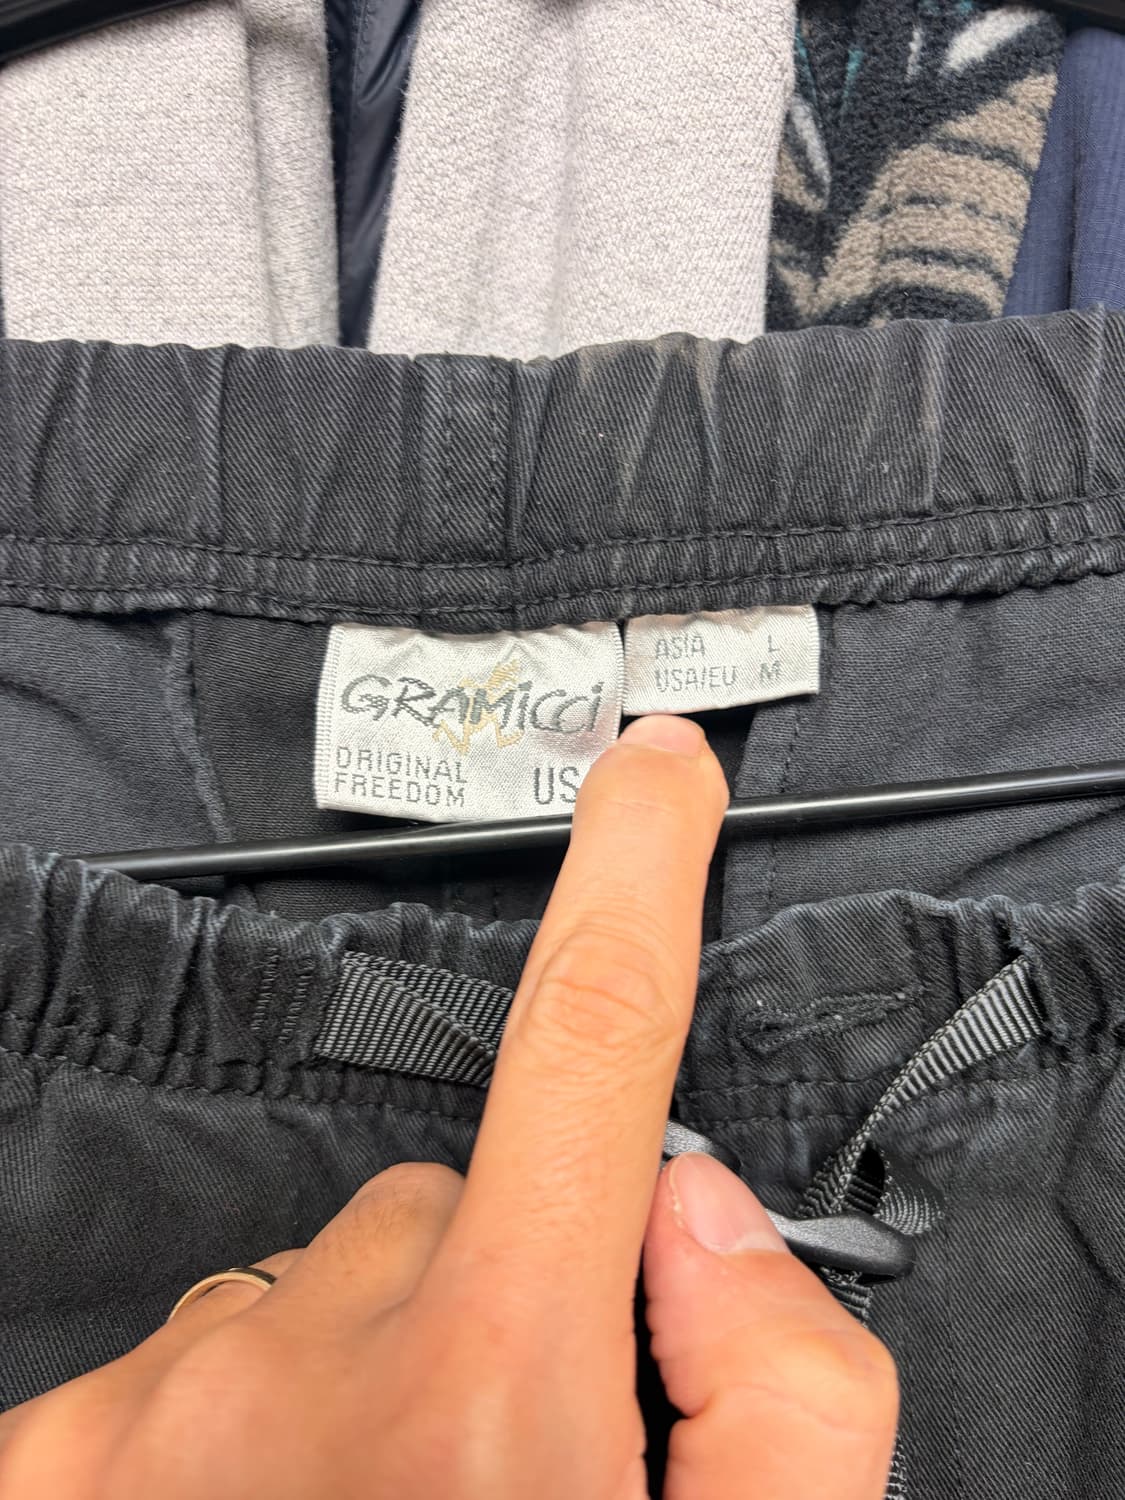 GRAMICCI
ORIGINAL
FREEDOM
US
ASIA L
USA/EU M